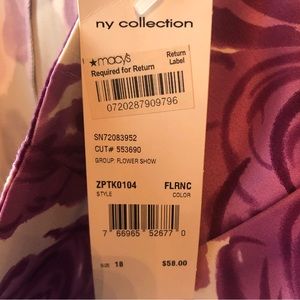 ny collection
★macy's Return
Required for Return Label
0720287909796
SN72083952
CUT# 553690
GROUP: FLOWER SHOW
ZPTK0104 FLRNC
STYLE COLOR
7 66965 52677 0
SIZE 18 $58.00